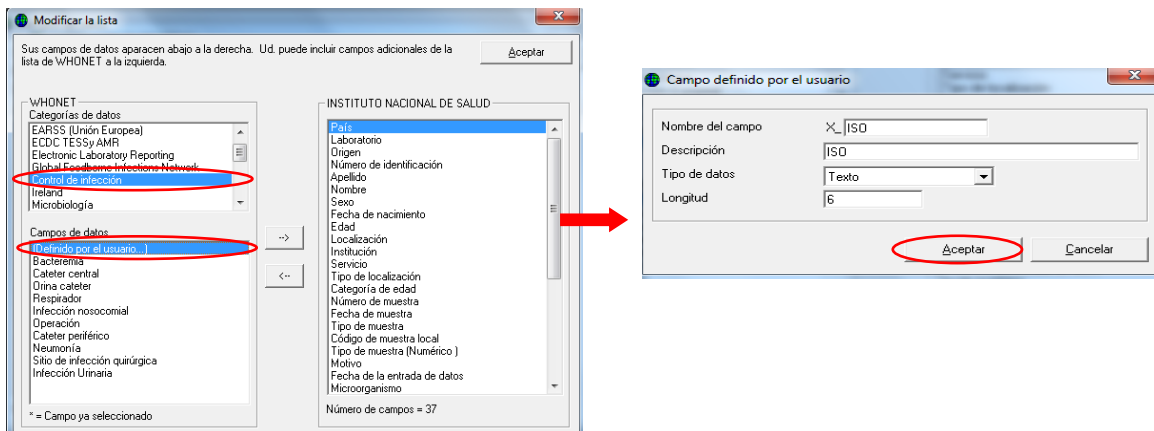 Modificar la lista
Sus campos de datos aparacen abajo a la derecha. Ud. puede incluir campos adicionales de la
lista de WHONET a la izquierda.
Aceptar
WHONET
Categorías de datos
EARSS (Unión Europea)
ECDC TESSy AMR
Electronic Laboratory Reporting
Global Foodborne Infections Network
Control de infección
Ireland
Microbiología
Campos de datos
(Definido por el usuario...)
Bacteremia
Cateter central
Orina cateter
Respirador
Infección nosocomial
Operación
Cateter periférico
Neumonía
Sitio de infección quirúrgica
Infección Urinaria
* = Campo ya seleccionado
-->
<--
INSTITUTO NACIONAL DE SALUD
País
Laboratorio
Origen
Número de identificación
Apellido
Nombre
Sexo
Fecha de nacimiento
Edad
Localización
Institución
Servicio
Tipo de localización
Categoría de edad
Número de muestra
Fecha de muestra
Tipo de muestra
Código de muestra local
Tipo de muestra (Numérico )
Motivo
Fecha de la entrada de datos
Microorganismo
Número de campos = 37
Campo definido por el usuario
Nombre del campo X_ ISO
Descripción ISO
Tipo de datos Texto
Longitud 6
Aceptar Cancelar